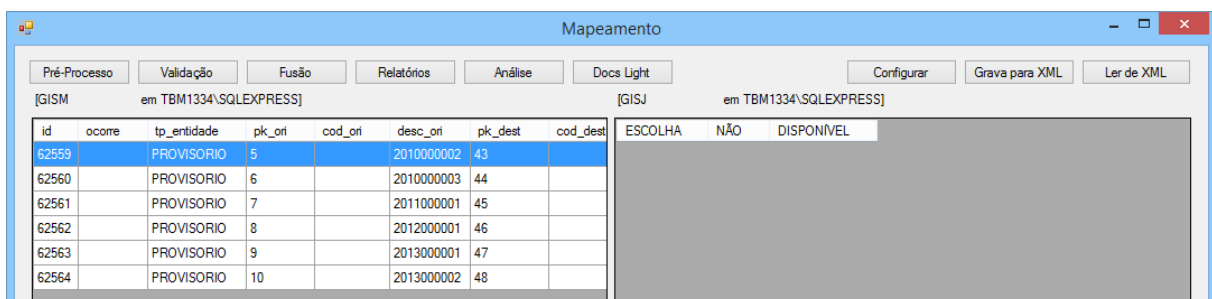 Mapeamento
Pré-Processo Validação Fusão Relatórios Análise Docs Light Configurar Grava para XML Ler de XML
[GISM em TBM1334\SQLEXPRESS] [GISJ em TBM1334\SQLEXPRESS]
id ocorre tp_entidade pk_ori cod_ori desc_ori pk_dest cod_dest ESCOLHA NÃO DISPONÍVEL
62559 PROVISORIO 5 2010000002 43
62560 PROVISORIO 6 2010000003 44
62561 PROVISORIO 7 2011000001 45
62562 PROVISORIO 8 2012000001 46
62563 PROVISORIO 9 2013000001 47
62564 PROVISORIO 10 2013000002 48